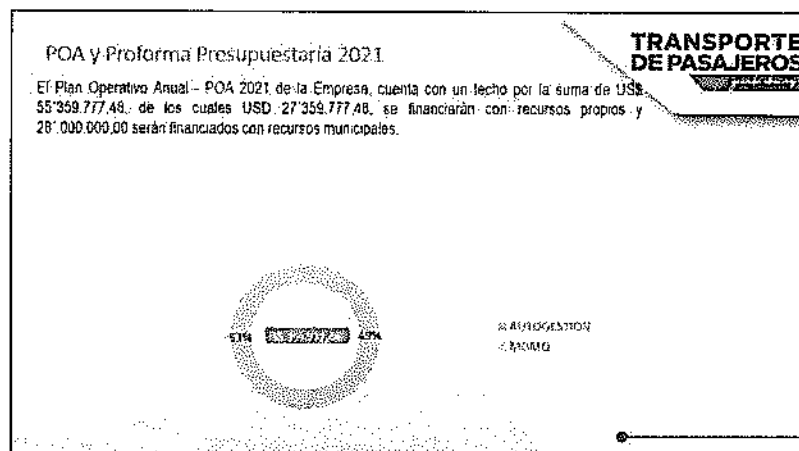 POA y Proforma Presupuestaria 2021
TRANSPORTE
DE PASAJEROS
El Plan Operativo Anual - POA 2021 de la Empresa, cuenta con un techo por la suma de US$
55'359.777,48, de los cuales USD 27'359.777,48, se financiarán con recursos propios y
28'000.000,00 serán financiados con recursos municipales.
51%
49%
AUTOGESTION
MDMQ